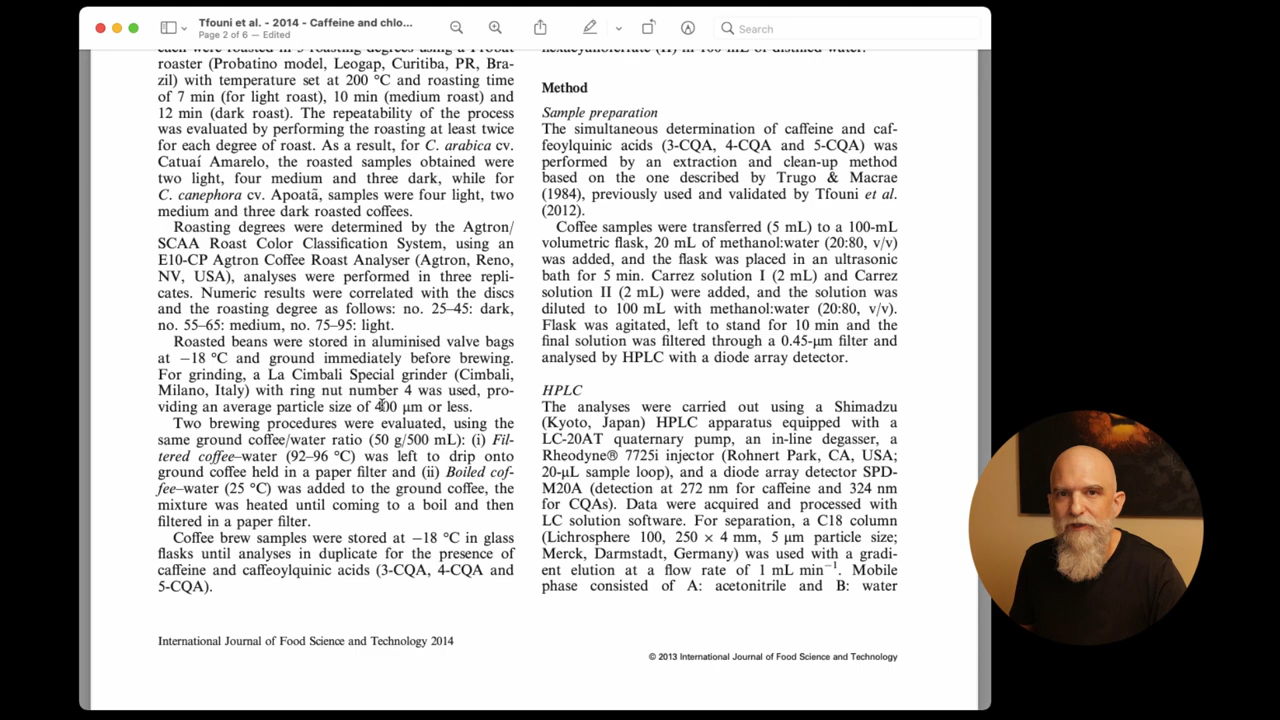 Tfouni et al. - 2014 - Caffeine and chlo...
Page 2 of 6 — Edited
Search
each were roasted in 3 roasting degrees using a Probat
roaster (Probatino model, Leogap, Curitiba, PR, Bra-
zil) with temperature set at 200 °C and roasting time
of 7 min (for light roast), 10 min (medium roast) and
12 min (dark roast). The repeatability of the process
was evaluated by performing the roasting at least twice
for each degree of roast. As a result, for C. arabica cv.
Catuaí Amarelo, the roasted samples obtained were
two light, four medium and three dark, while for
C. canephora cv. Apoatã, samples were four light, two
medium and three dark roasted coffees.
Roasting degrees were determined by the Agtron/
SCAA Roast Color Classification System, using an
E10-CP Agtron Coffee Roast Analyser (Agtron, Reno,
NV, USA), analyses were performed in three repli-
cates. Numeric results were correlated with the discs
and the roasting degree as follows: no. 25–45: dark,
no. 55–65: medium, no. 75–95: light.
Roasted beans were stored in aluminised valve bags
at −18 °C and ground immediately before brewing.
For grinding, a La Cimbali Special grinder (Cimbali,
Milano, Italy) with ring nut number 4 was used, pro-
viding an average particle size of 400 μm or less.
Two brewing procedures were evaluated, using the
same ground coffee/water ratio (50 g/500 mL): (i) Fil-
tered coffee–water (92–96 °C) was left to drip onto
ground coffee held in a paper filter and (ii) Boiled cof-
fee–water (25 °C) was added to the ground coffee, the
mixture was heated until coming to a boil and then
filtered in a paper filter.
Coffee brew samples were stored at −18 °C in glass
flasks until analyses in duplicate for the presence of
caffeine and caffeoylquinic acids (3-CQA, 4-CQA and
5-CQA).
hexacyanoferrate (II) in 100 mL of distilled water.
Method
Sample preparation
The simultaneous determination of caffeine and caf-
feoylquinic acids (3-CQA, 4-CQA and 5-CQA) was
performed by an extraction and clean-up method
based on the one described by Trugo & Macrae
(1984), previously used and validated by Tfouni et al.
(2012).
Coffee samples were transferred (5 mL) to a 100-mL
volumetric flask, 20 mL of methanol:water (20:80, v/v)
was added, and the flask was placed in an ultrasonic
bath for 5 min. Carrez solution I (2 mL) and Carrez
solution II (2 mL) were added, and the solution was
diluted to 100 mL with methanol:water (20:80, v/v).
Flask was agitated, left to stand for 10 min and the
final solution was filtered through a 0.45-μm filter and
analysed by HPLC with a diode array detector.
HPLC
The analyses were carried out using a Shimadzu
(Kyoto, Japan) HPLC apparatus equipped with a
LC-20AT quaternary pump, an in-line degasser, a
Rheodyne® 7725i injector (Rohnert Park, CA, USA;
20-μL sample loop), and a diode array detector SPD-
M20A (detection at 272 nm for caffeine and 324 nm
for CQAs). Data were acquired and processed with
LC solution software. For separation, a C18 column
(Lichrosphere 100, 250 × 4 mm, 5 μm particle size;
Merck, Darmstadt, Germany) was used with a gradi-
ent elution at a flow rate of 1 mL min−1. Mobile
phase consisted of A: acetonitrile and B: water
International Journal of Food Science and Technology 2014
© 2013 International Journal of Food Science and Technology